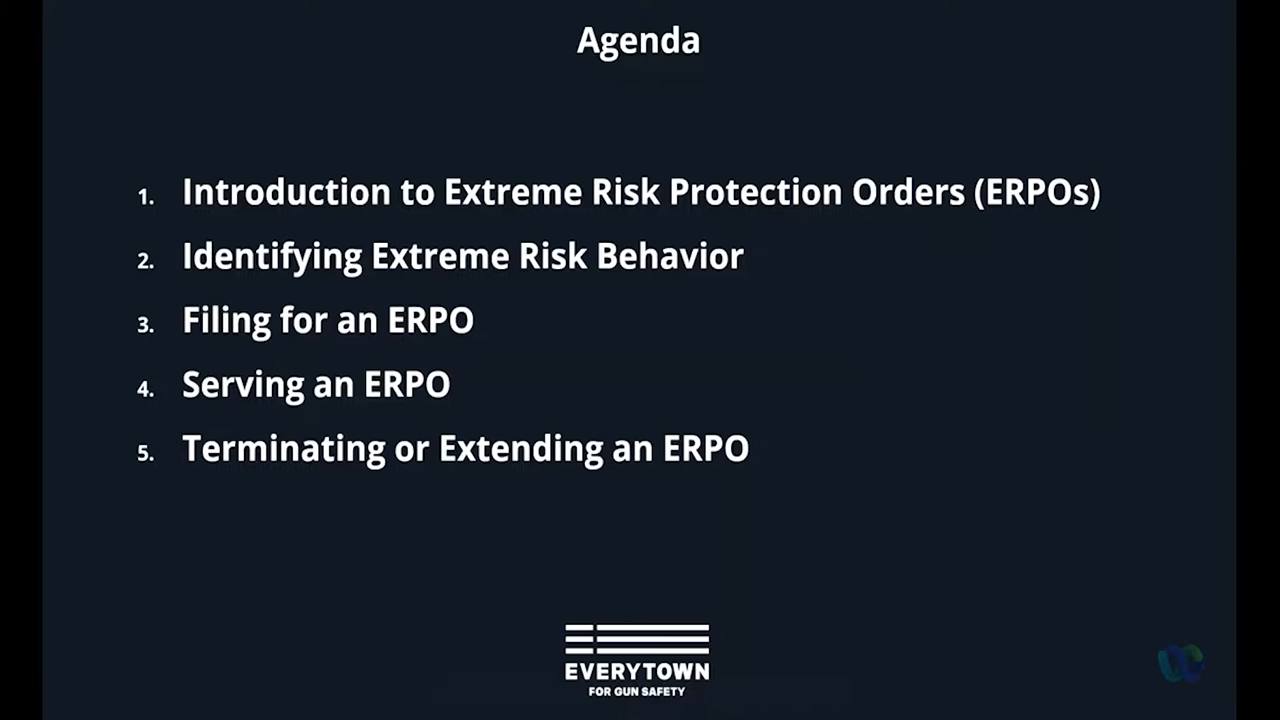 Agenda
1. Introduction to Extreme Risk Protection Orders (ERPOs)
2. Identifying Extreme Risk Behavior
3. Filing for an ERPO
4. Serving an ERPO
5. Terminating or Extending an ERPO
EVERYTOWN
FOR GUN SAFETY